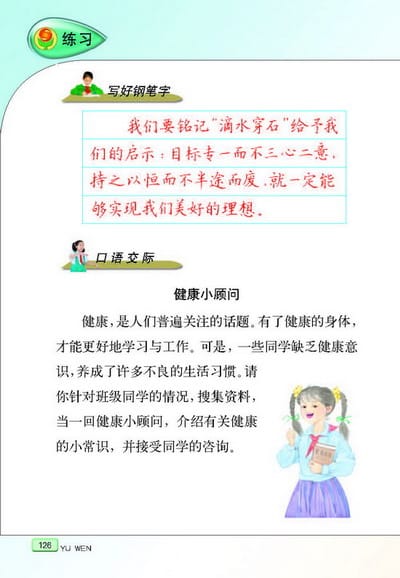 练习
写好钢笔字
我们要铭记“滴水穿石”给予我
们的启示:目标专一而不三心二意,
持之以恒而不半途而废,就一定能
够实现我们美好的理想。
口语交际
健康小顾问
健康,是人们普遍关注的话题。有了健康的身体,
才能更好地学习与工作。可是,一些同学缺乏健康意
识,养成了许多不良的生活习惯。请
你针对班级同学的情况,搜集资料,
当一回健康小顾问,介绍有关健康
的小常识,并接受同学的咨询。
126 YU WEN